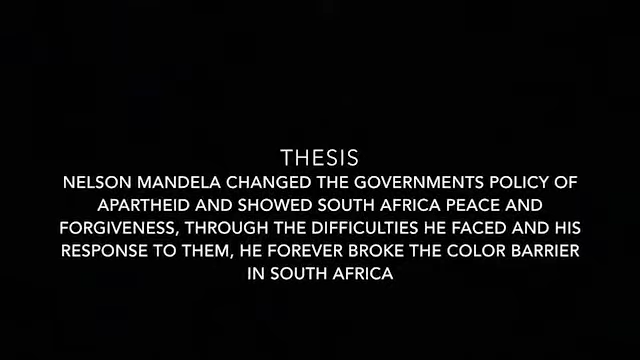 THESIS
NELSON MANDELA CHANGED THE GOVERNMENTS POLICY OF
APARTHEID AND SHOWED SOUTH AFRICA PEACE AND
FORGIVENESS, THROUGH THE DIFFICULTIES HE FACED AND HIS
RESPONSE TO THEM, HE FOREVER BROKE THE COLOR BARRIER
IN SOUTH AFRICA